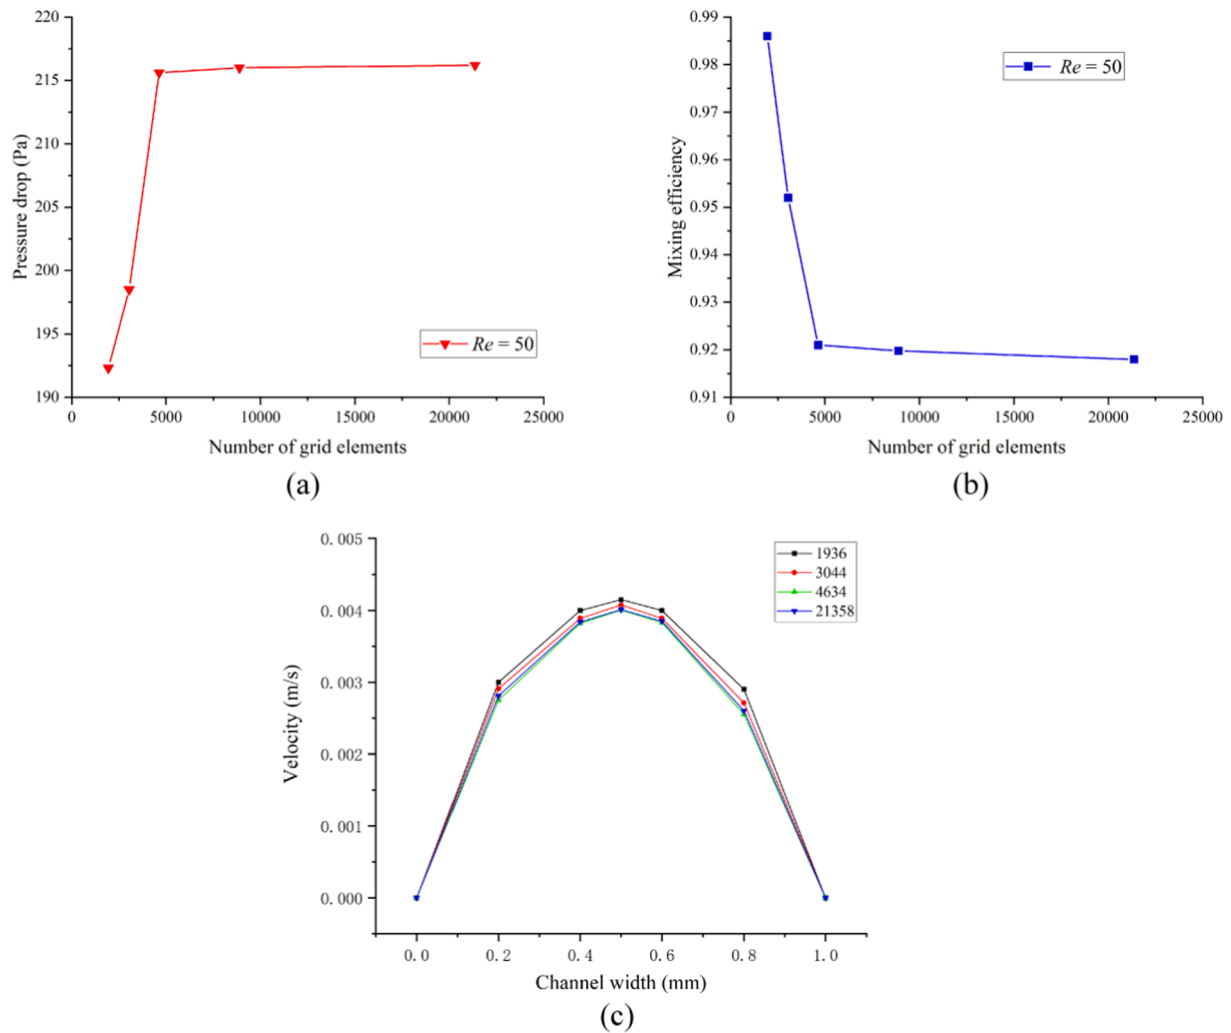 220
215
210
205
200
195
190
Pressure drop (Pa)
Re = 50
0 5000 10000 15000 20000 25000
Number of grid elements
(a)
0.99
0.98
0.97
0.96
0.95
0.94
0.93
0.92
0.91
Mixing efficiency
Re = 50
0 5000 10000 15000 20000 25000
Number of grid elements
(b)
0.005
0.004
0.003
0.002
0.001
0.000
Velocity (m/s)
1936
3044
4634
21358
0.0 0.2 0.4 0.6 0.8 1.0
Channel width (mm)
(c)